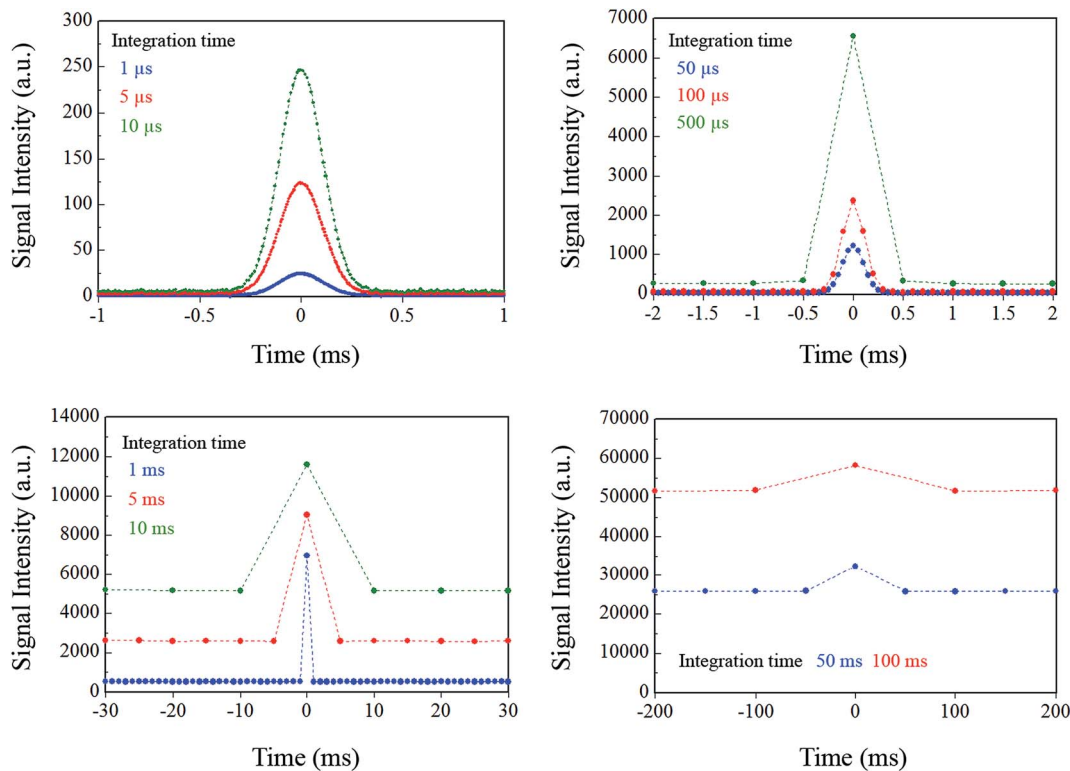 300
250
200
150
100
50
0
Signal Intensity (a.u.)
Integration time
1 µs
5 µs
10 µs
-1
-0.5
0
0.5
1
Time (ms)
7000
6000
5000
4000
3000
2000
1000
0
Signal Intensity (a.u.)
Integration time
50 µs
100 µs
500 µs
-2
-1.5
-1
-0.5
0
0.5
1
1.5
2
Time (ms)
14000
12000
10000
8000
6000
4000
2000
0
Signal Intensity (a.u.)
Integration time
1 ms
5 ms
10 ms
-30
-20
-10
0
10
20
30
Time (ms)
70000
60000
50000
40000
30000
20000
10000
0
Signal Intensity (a.u.)
Integration time 50 ms 100 ms
-200
-100
0
100
200
Time (ms)